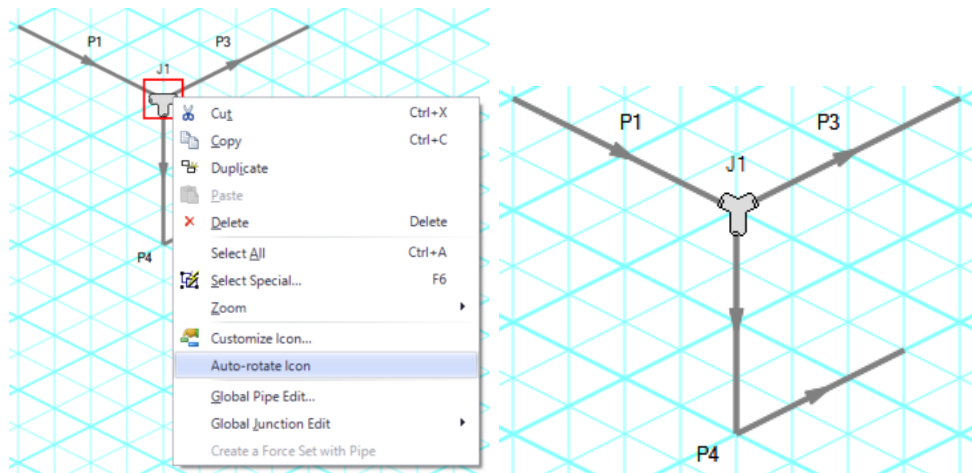 P1
P3
J1
Cut Ctrl+X
Copy Ctrl+C
Duplicate
Paste
Delete Delete
Select All Ctrl+A
Select Special... F6
Zoom
Customize Icon...
Auto-rotate Icon
Global Pipe Edit...
Global Junction Edit
Create a Force Set with Pipe
P4
P1
P3
J1
P4